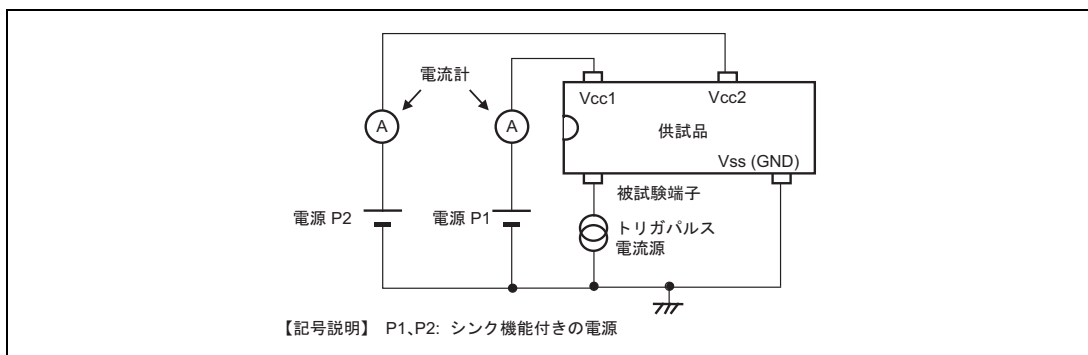 電流計
Vcc1
Vcc2
A
A
供試品
Vss (GND)
被試験端子
電源 P2
電源 P1
トリガパルス
電流源
【記号説明】 P1、P2: シンク機能付きの電源